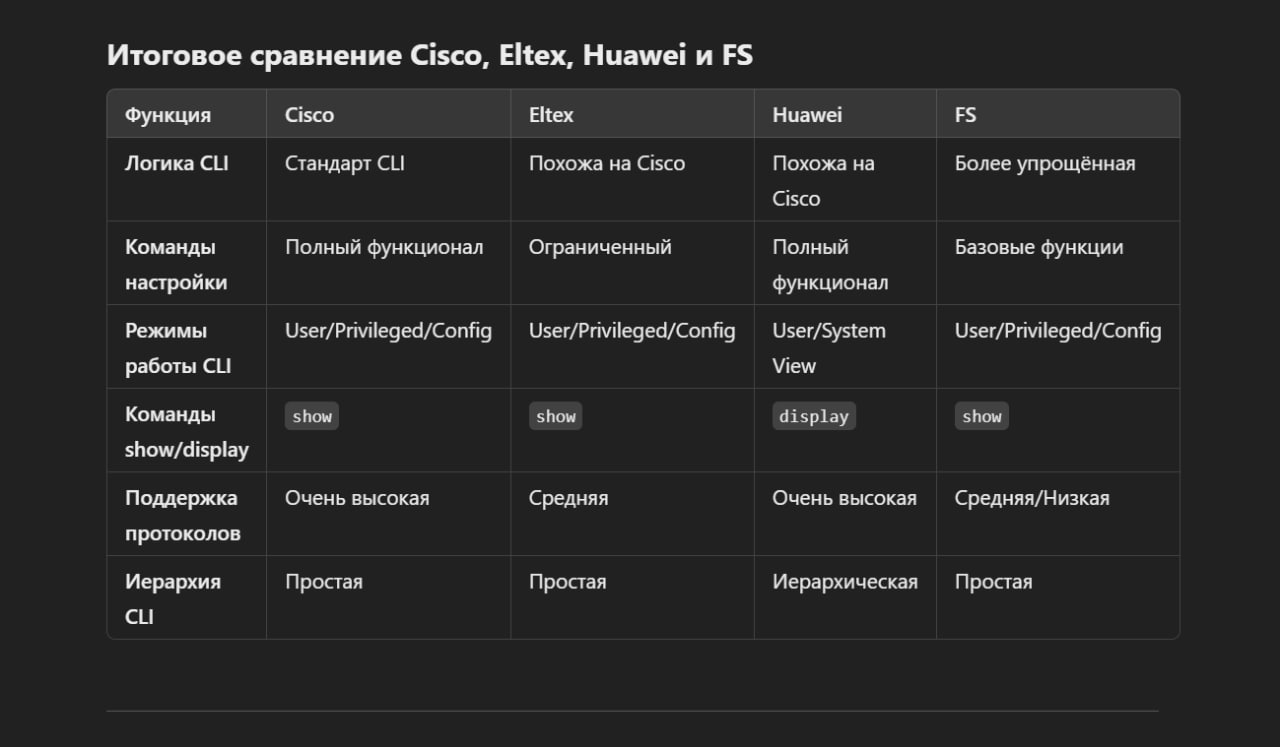 Итоговое сравнение Cisco, Eltex, Huawei и FS
Функция Cisco Eltex Huawei FS
Логика CLI Стандарт CLI Похожа на Cisco Похожа на Более упрощённая
Cisco
Команды Полный функционал Ограниченный Полный Базовые функции
настройки функционал
Режимы User/Privileged/Config User/Privileged/Config User/System User/Privileged/Config
работы CLI View
Команды show show display show
show/display
Поддержка Очень высокая Средняя Очень высокая Средняя/Низкая
протоколов
Иерархия Простая Простая Иерархическая Простая
CLI